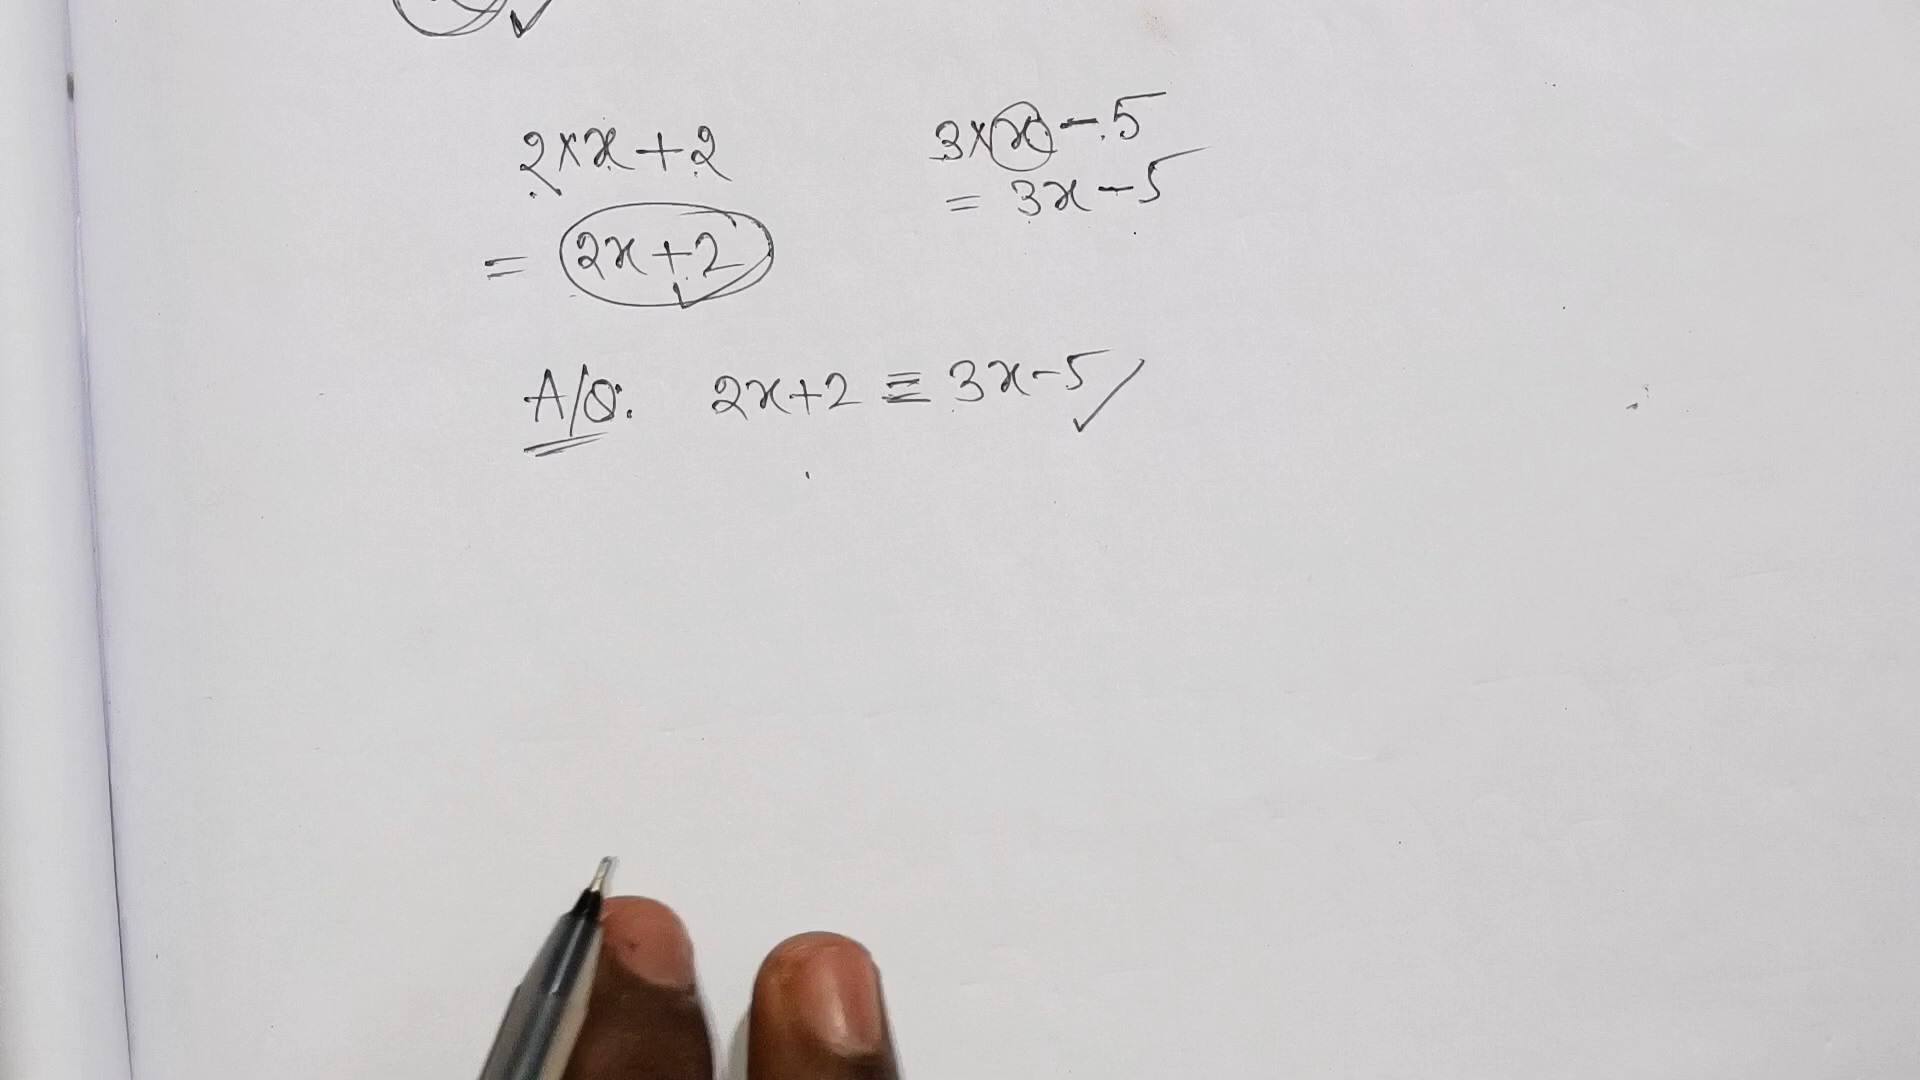 2×x+2
= 2x+2
3×x-5
= 3x-5
A/Q. 2x+2 = 3x-5